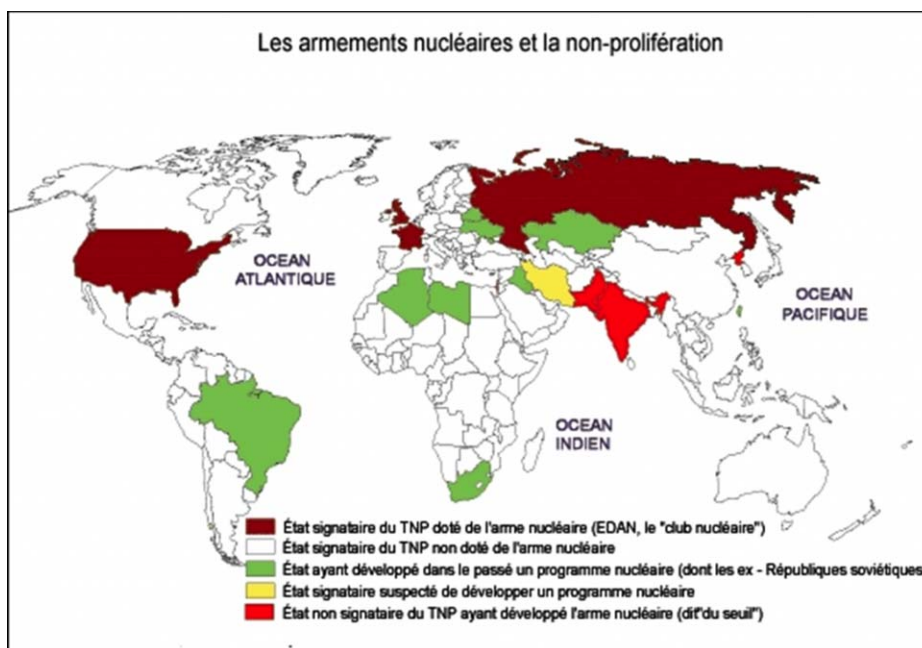 Les armements nucléaires et la non-prolifération
OCEAN
ATLANTIQUE
OCEAN
PACIFIQUE
OCEAN
INDIEN
État signataire du TNP doté de l'arme nucléaire (EDAN, le "club nucléaire")
État signataire du TNP non doté de l'arme nucléaire
État ayant développé dans le passé un programme nucléaire (dont les ex - Républiques soviétiques
État signataire suspecté de développer un programme nucléaire
État non signataire du TNP ayant développé l'arme nucléaire (dit"du seuil")